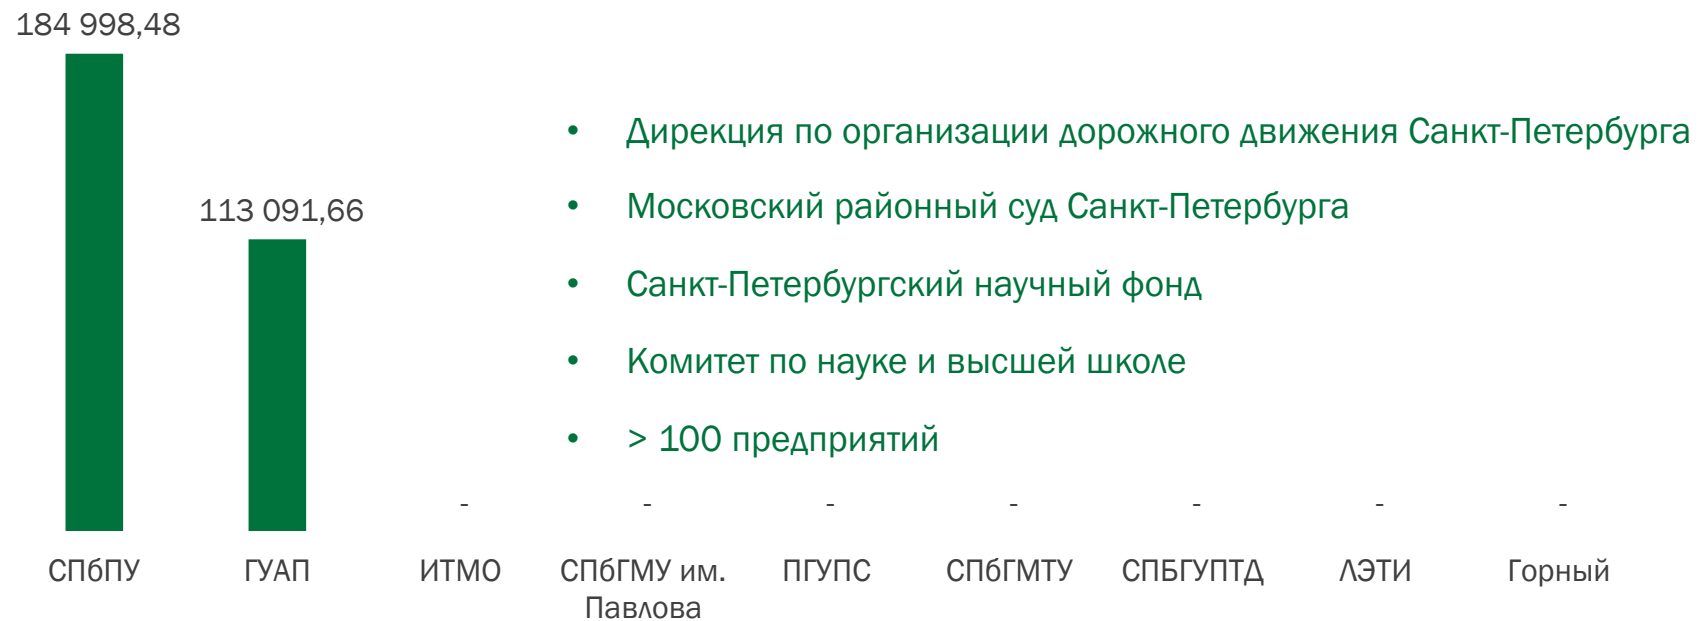 184 998,48
113 091,66
• Дирекция по организации дорожного движения Санкт-Петербурга
• Московский районный суд Санкт-Петербурга
• Санкт-Петербургский научный фонд
• Комитет по науке и высшей школе
• > 100 предприятий
- - - - - - -
СПбПУ ГУАП ИТМО СПбГМУ им. ПГУПС СПбГМТУ СПБГУПТД ЛЭТИ Горный
Павлова